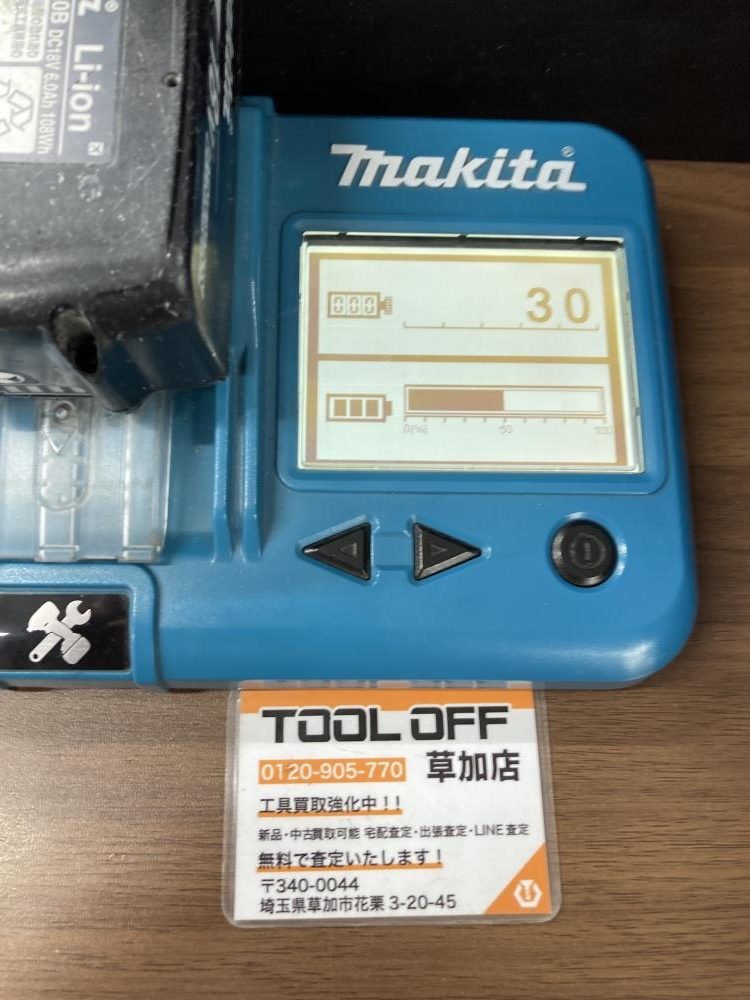 Li-ion
0B DC18V 6.0Ah 108Wh
makita
000
30
0(%) 50 100
TOOL OFF
0120-905-770 草加店
工具買取強化中!!
新品・中古買取可能 宅配査定・出張査定・LINE査定
無料で査定いたします!
〒340-0044
埼玉県草加市花栗 3-20-45